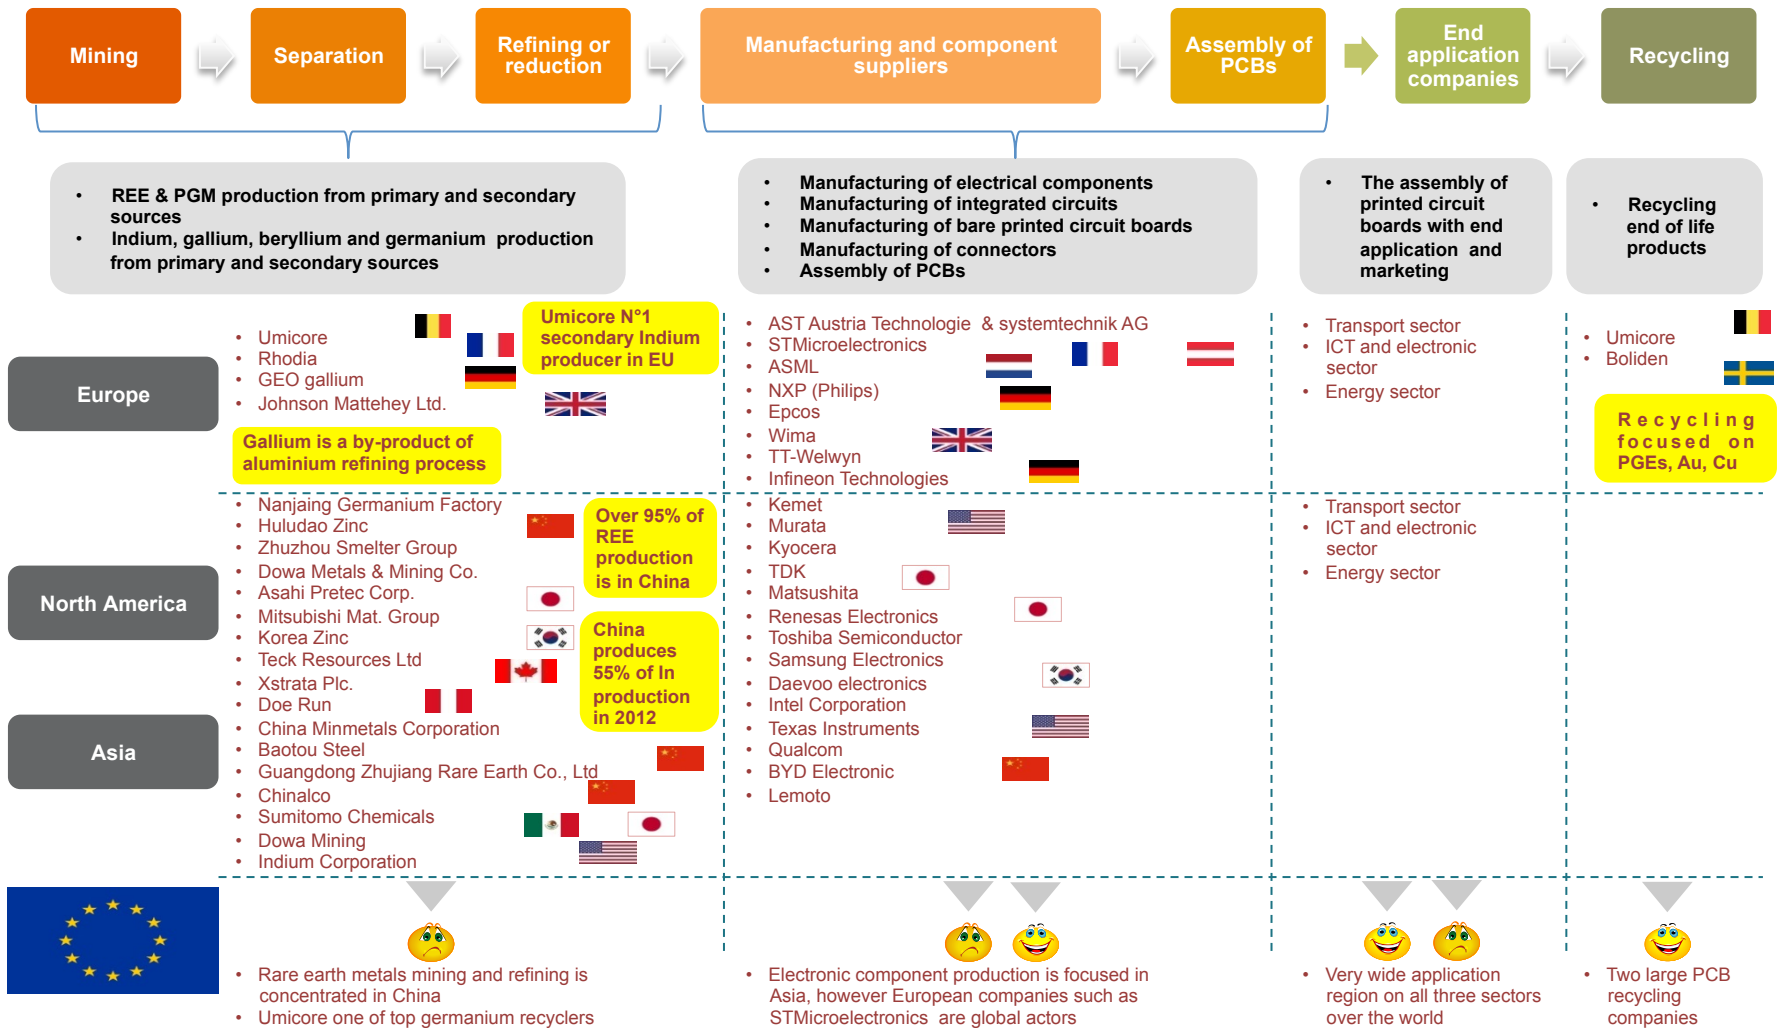 Mining
Separation
Refining or
reduction
Manufacturing and component
suppliers
Assembly of
PCBs
End
application
companies
Recycling
• REE & PGM production from primary and secondary
sources
• Indium, gallium, beryllium and germanium production
from primary and secondary sources
• Manufacturing of electrical components
• Manufacturing of integrated circuits
• Manufacturing of bare printed circuit boards
• Manufacturing of connectors
• Assembly of PCBs
• The assembly of
printed circuit
boards with end
application and
marketing
• Recycling
end of life
products
Europe
• Umicore
• Rhodia
• GEO gallium
• Johnson Mattehey Ltd.
Umicore N°1
secondary Indium
producer in EU
Gallium is a by-product of
aluminium refining process
• AST Austria Technologie & systemtechnik AG
• STMicroelectronics
• ASML
• NXP (Philips)
• Epcos
• Wima
• TT-Welwyn
• Infineon Technologies
• Transport sector
• ICT and electronic
sector
• Energy sector
• Umicore
• Boliden
Recycling
focused on
PGEs, Au, Cu
North America
Asia
• Nanjaing Germanium Factory
• Huludao Zinc
• Zhuzhou Smelter Group
• Dowa Metals & Mining Co.
• Asahi Pretec Corp.
• Mitsubishi Mat. Group
• Korea Zinc
• Teck Resources Ltd
• Xstrata Plc.
• Doe Run
• China Minmetals Corporation
• Baotou Steel
• Guangdong Zhujiang Rare Earth Co., Ltd
• Chinalco
• Sumitomo Chemicals
• Dowa Mining
• Indium Corporation
Over 95% of
REE
production
is in China
China
produces
55% of In
production
in 2012
• Kemet
• Murata
• Kyocera
• TDK
• Matsushita
• Renesas Electronics
• Toshiba Semiconductor
• Samsung Electronics
• Daevoo electronics
• Intel Corporation
• Texas Instruments
• Qualcom
• BYD Electronic
• Lemoto
• Transport sector
• ICT and electronic
sector
• Energy sector
• Rare earth metals mining and refining is
concentrated in China
• Umicore one of top germanium recyclers
• Electronic component production is focused in
Asia, however European companies such as
STMicroelectronics are global actors
• Very wide application
region on all three sectors
over the world
• Two large PCB
recycling
companies